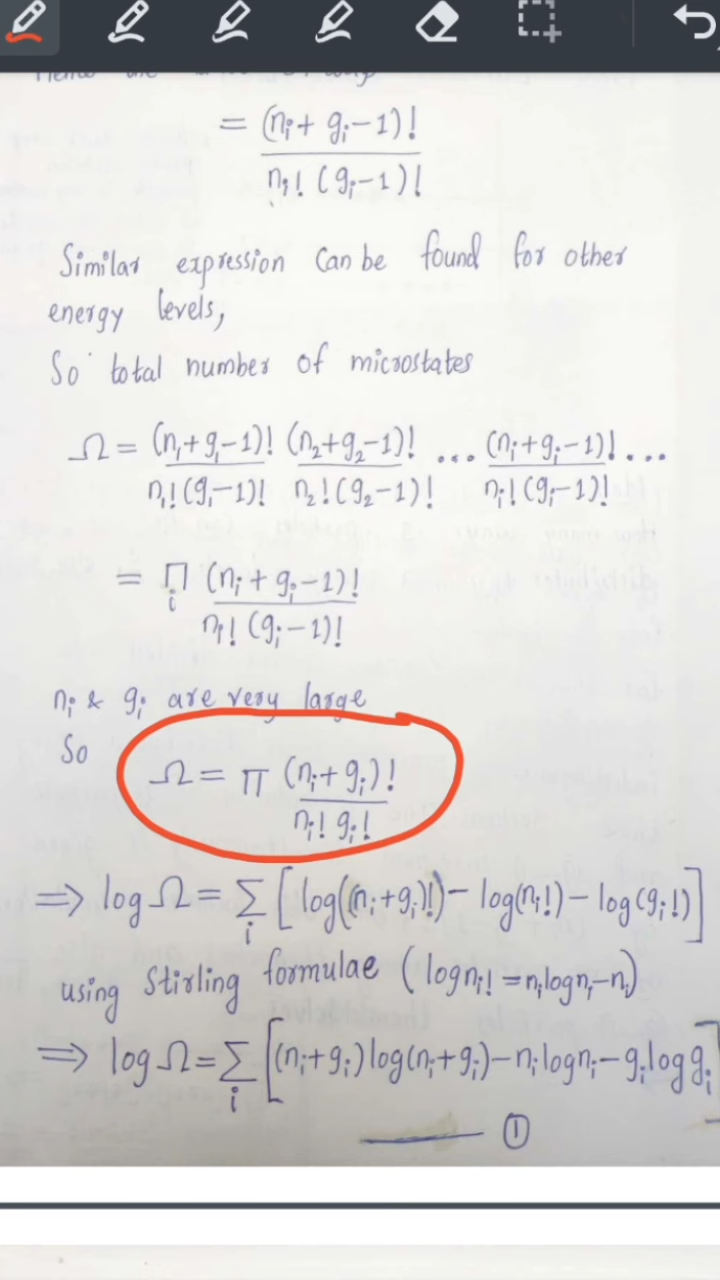 = (nᵢ + gᵢ − 1)! / nᵢ! (gᵢ − 1)!
Similar expression can be found for other
energy levels,
So total number of microstates
Ω = (n₁+g₁−1)! / n₁!(g₁−1)! (n₂+g₂−1)! / n₂!(g₂−1)! ... (nᵢ+gᵢ−1)! / nᵢ!(gᵢ−1)! ...
= ∏ᵢ (nᵢ + gᵢ − 1)! / nᵢ! (gᵢ − 1)!
nᵢ & gᵢ are very large
So
Ω = π (nᵢ + gᵢ)! / nᵢ! gᵢ!
⟹ log Ω = ∑ᵢ [log((nᵢ+gᵢ)!) − log(nᵢ!) − log(gᵢ!)]
using Stirling formulae (log nᵢ! = nᵢ log nᵢ − nᵢ)
⟹ log Ω = ∑ᵢ [(nᵢ+gᵢ) log(nᵢ+gᵢ) − nᵢ log nᵢ − gᵢ log gᵢ]
—— ①